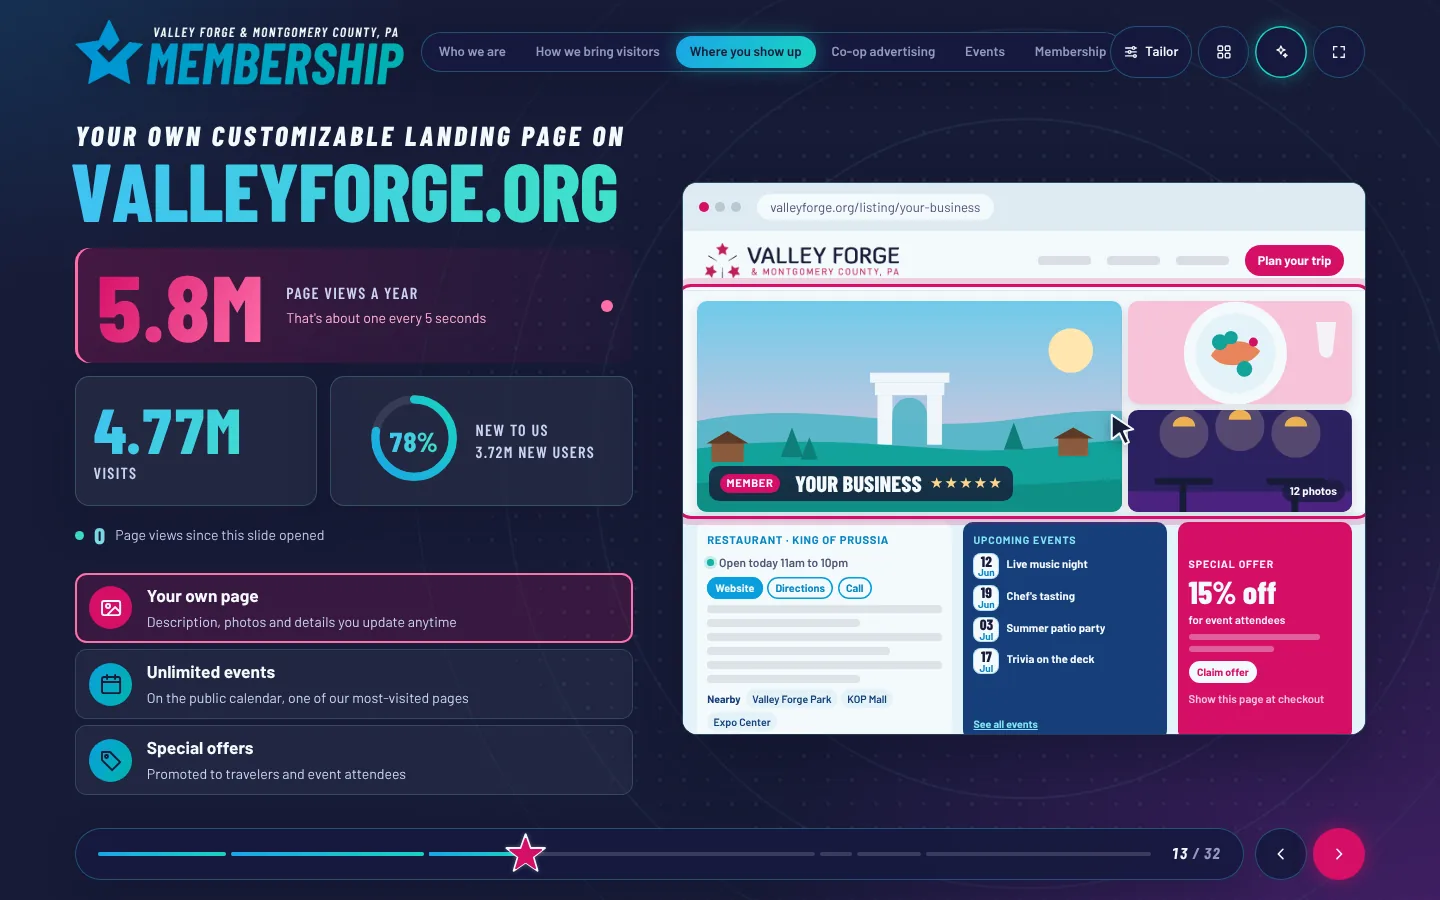 VALLEY FORGE & MONTGOMERY COUNTY, PA
MEMBERSHIP
Who we are
How we bring visitors
Where you show up
Co-op advertising
Events
Membership
Tailor
YOUR OWN CUSTOMIZABLE LANDING PAGE ON
VALLEYFORGE.ORG
5.8M
PAGE VIEWS A YEAR
That's about one every 5 seconds
4.77M
VISITS
78%
NEW TO US
3.72M NEW USERS
0 Page views since this slide opened
Your own page
Description, photos and details you update anytime
Unlimited events
On the public calendar, one of our most-visited pages
Special offers
Promoted to travelers and event attendees
valleyforge.org/listing/your-business
VALLEY FORGE
& MONTGOMERY COUNTY, PA
Plan your trip
MEMBER
YOUR BUSINESS
12 photos
RESTAURANT · KING OF PRUSSIA
Open today 11am to 10pm
Website
Directions
Call
Nearby
Valley Forge Park
KOP Mall
Expo Center
UPCOMING EVENTS
12 Jun
Live music night
19 Jun
Chef's tasting
03 Jul
Summer patio party
17 Jul
Trivia on the deck
See all events
SPECIAL OFFER
15% off
for event attendees
Claim offer
Show this page at checkout
13 / 32